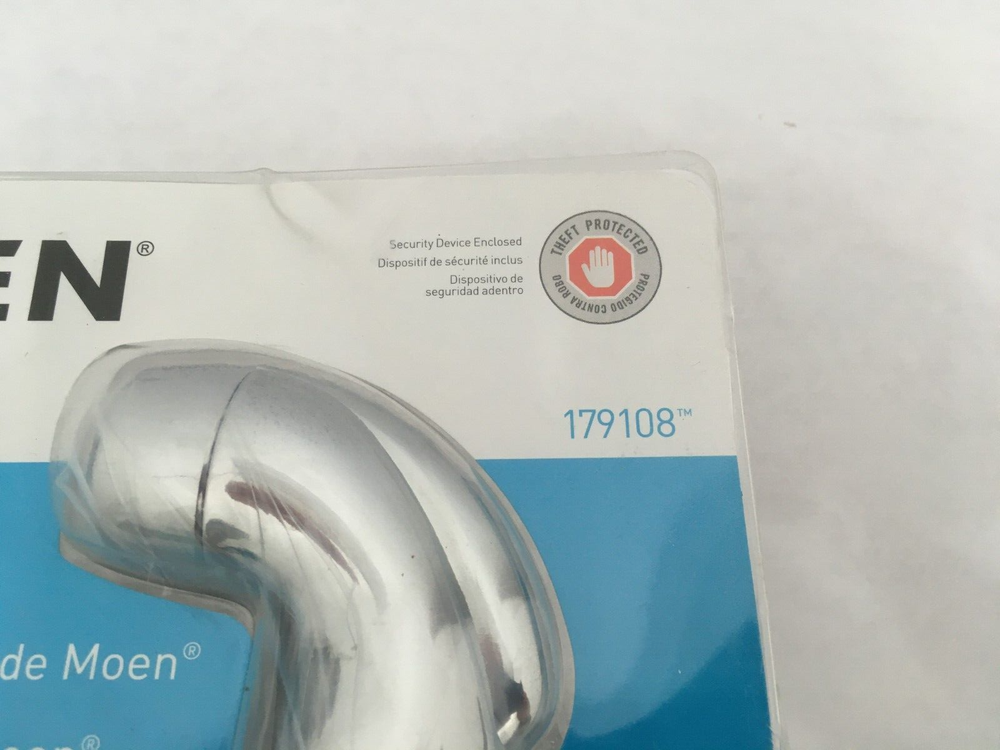 EN®
Security Device Enclosed
Dispositif de sécurité inclus
Dispositivo de
seguridad adentro
THEFT PROTECTED
PROTEGIDO CONTRA ROBO
179108™
de Moen®